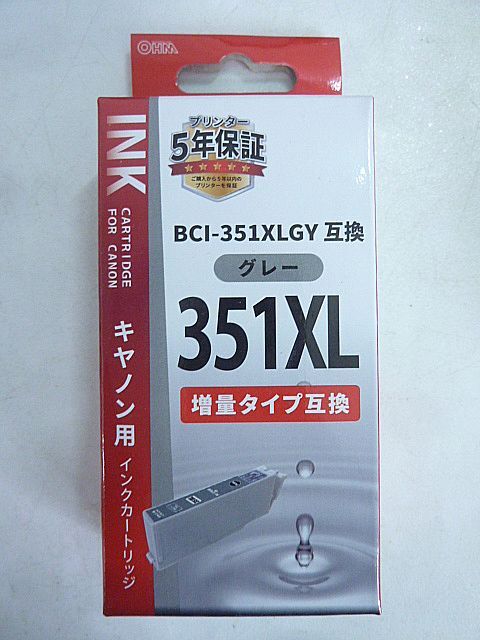 OHM
INK
CARTRIDGE
FOR CANON
キヤノン用
インクカートリッジ
プリンター
5年保証
ご購入から5年以内の
プリンターを保証
BCI-351XLGY 互換
グレー
351XL
増量タイプ互換